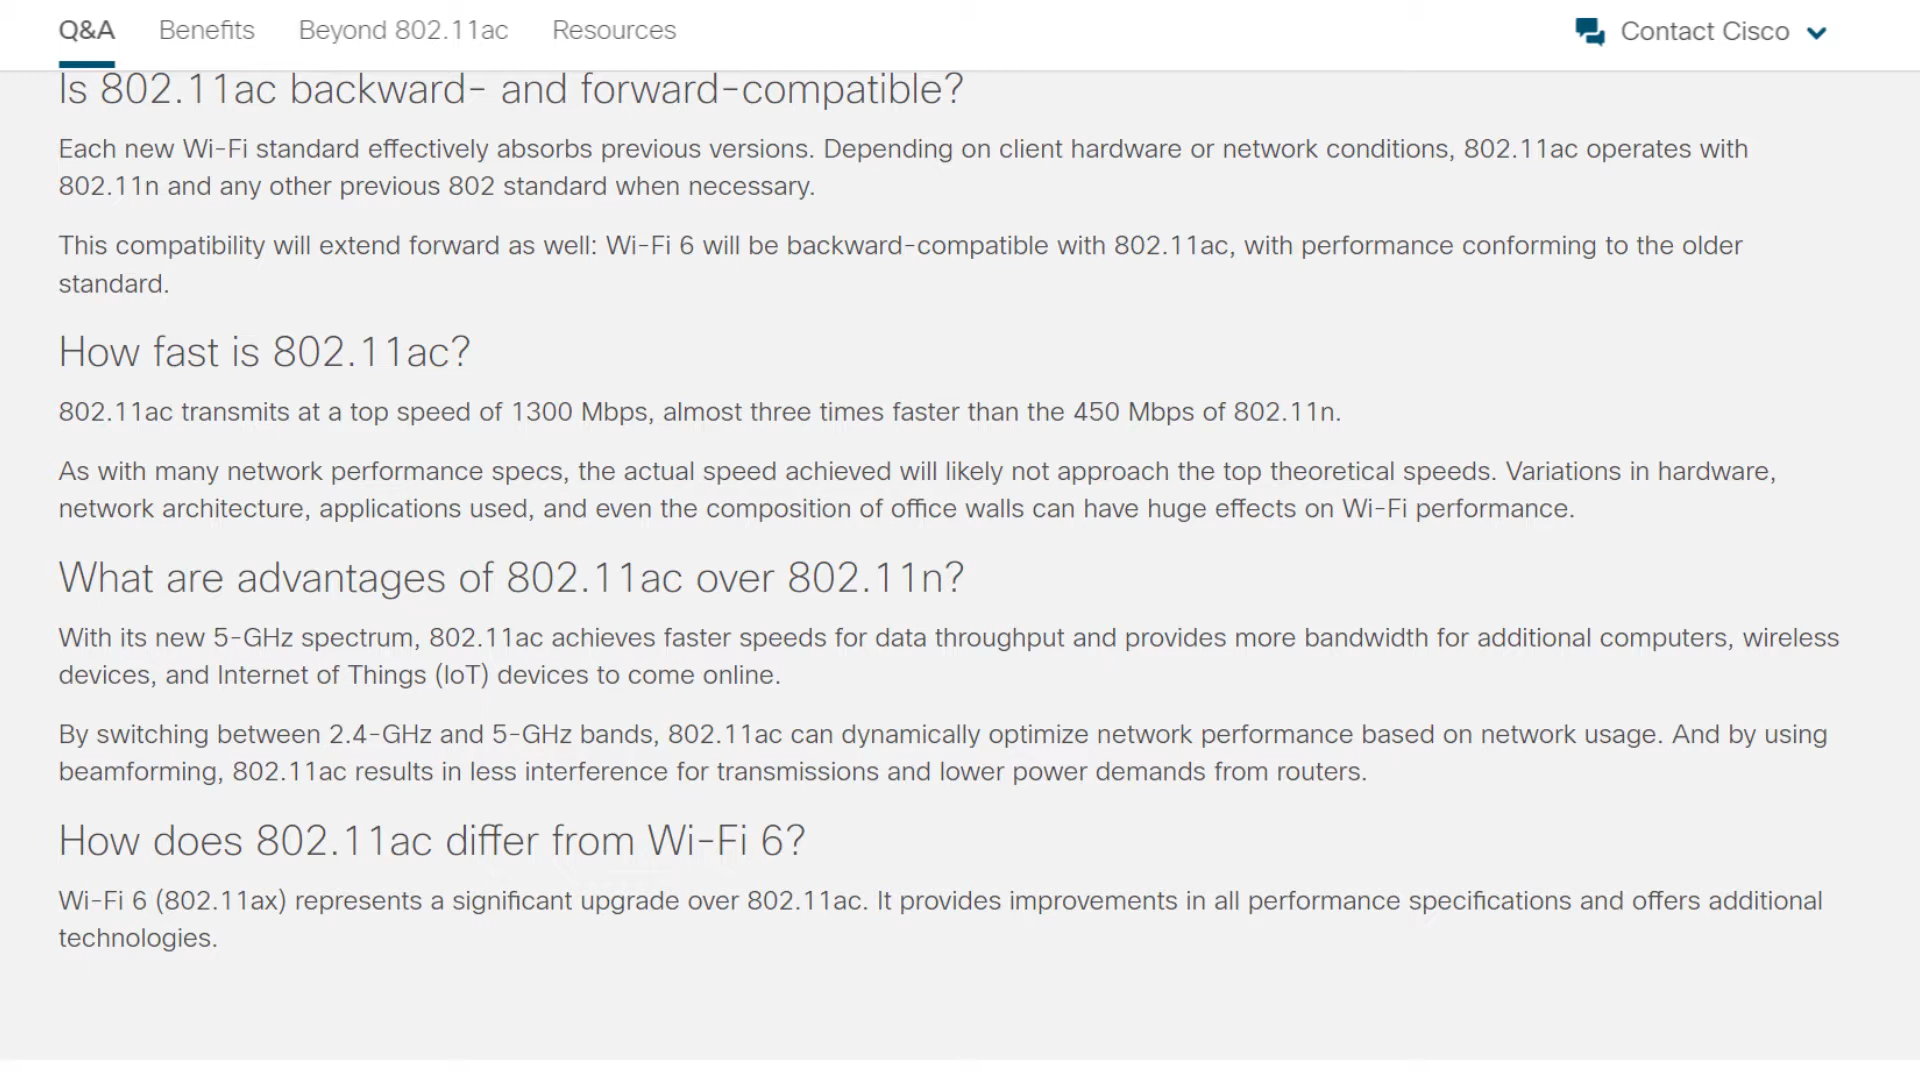 Q&A Benefits Beyond 802.11ac Resources Contact Cisco
Is 802.11ac backward- and forward-compatible?
Each new Wi-Fi standard effectively absorbs previous versions. Depending on client hardware or network conditions, 802.11ac operates with
802.11n and any other previous 802 standard when necessary.
This compatibility will extend forward as well: Wi-Fi 6 will be backward-compatible with 802.11ac, with performance conforming to the older
standard.
How fast is 802.11ac?
802.11ac transmits at a top speed of 1300 Mbps, almost three times faster than the 450 Mbps of 802.11n.
As with many network performance specs, the actual speed achieved will likely not approach the top theoretical speeds. Variations in hardware,
network architecture, applications used, and even the composition of office walls can have huge effects on Wi-Fi performance.
What are advantages of 802.11ac over 802.11n?
With its new 5-GHz spectrum, 802.11ac achieves faster speeds for data throughput and provides more bandwidth for additional computers, wireless
devices, and Internet of Things (IoT) devices to come online.
By switching between 2.4-GHz and 5-GHz bands, 802.11ac can dynamically optimize network performance based on network usage. And by using
beamforming, 802.11ac results in less interference for transmissions and lower power demands from routers.
How does 802.11ac differ from Wi-Fi 6?
Wi-Fi 6 (802.11ax) represents a significant upgrade over 802.11ac. It provides improvements in all performance specifications and offers additional
technologies.